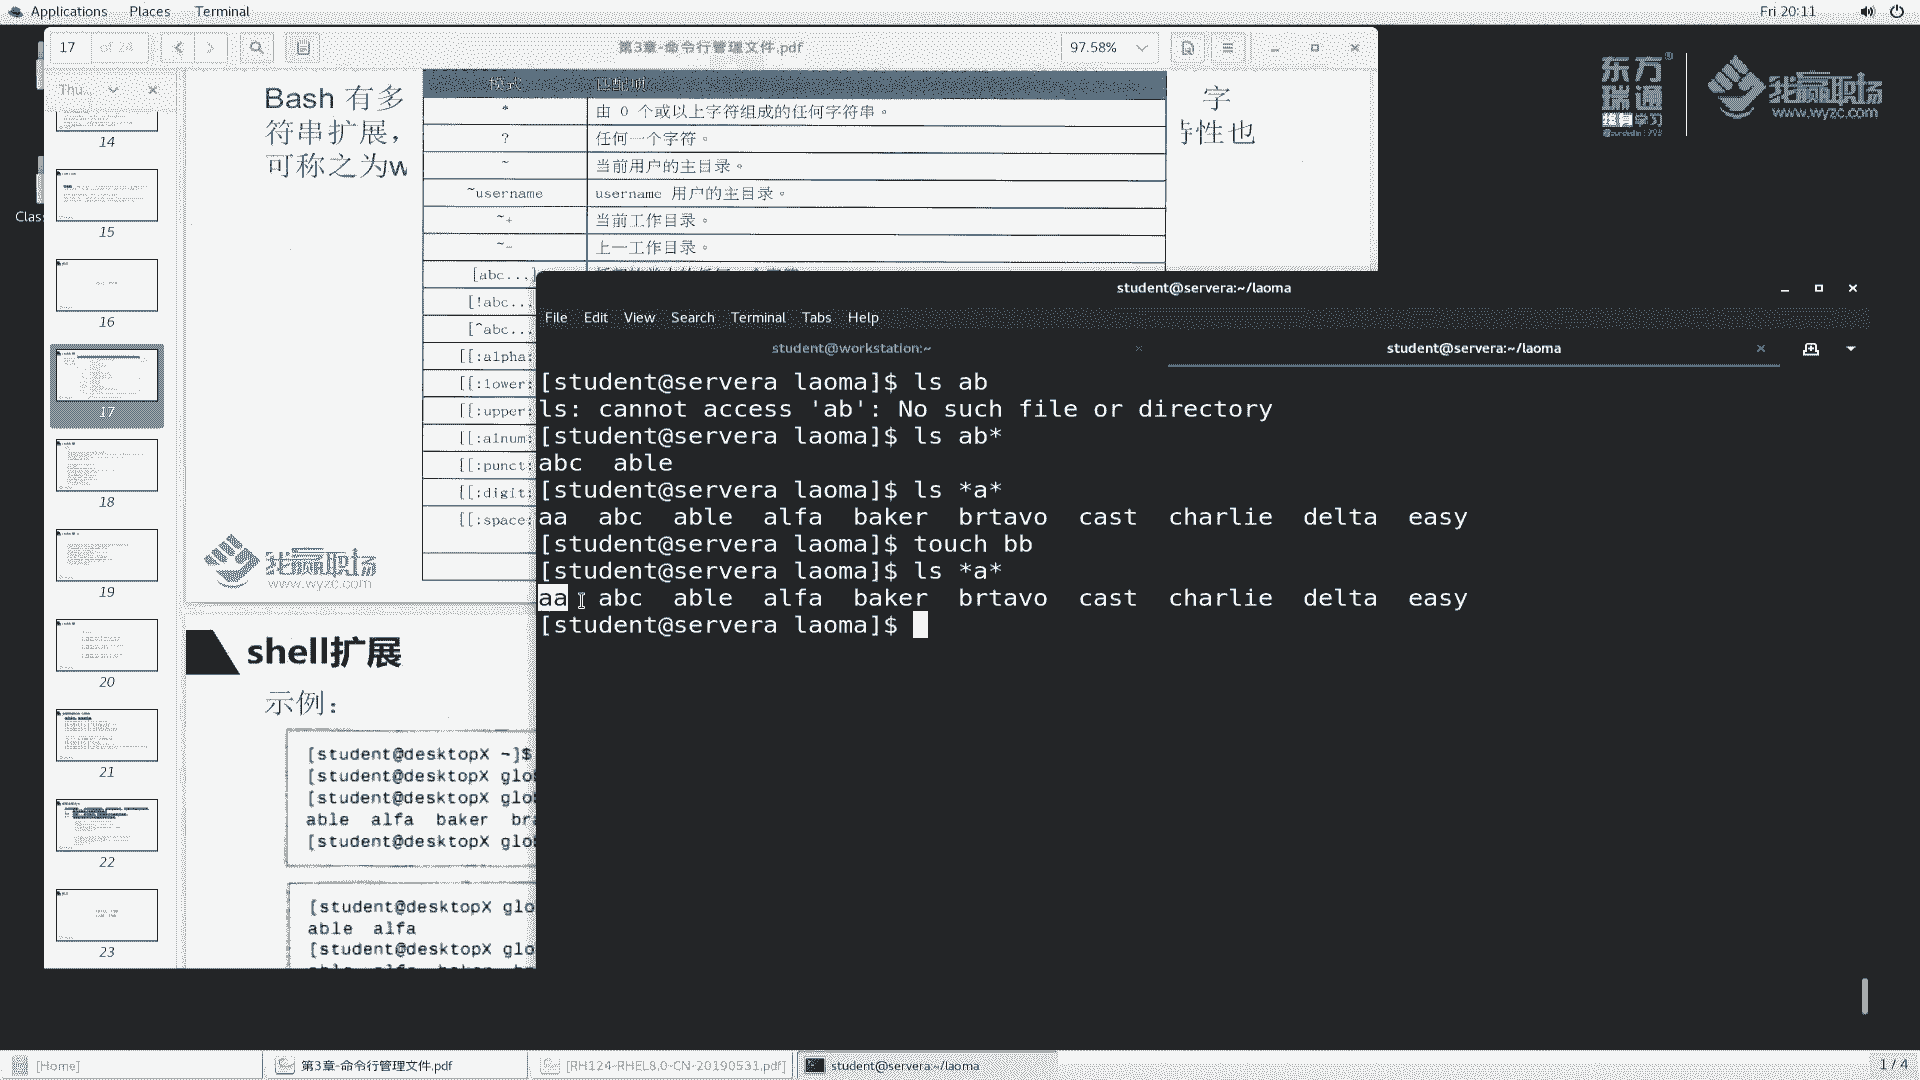 Applications Places Terminal
Fri 20:11
17 of 24
第3章-命令行管理文件.pdf
97.58%
Thu...
14
15
16
17
18
19
20
21
22
23
Clas
Bash 有多
符串扩展，
可称之为w
字
特性也
模式 匹配项
* 由 0 个或以上字符组成的任何字符串。
? 任何一个字符。
~ 当前用户的主目录。
~username username 用户的主目录。
~+ 当前工作目录。
~- 上一工作目录。
[abc...]
[!abc...
[^abc...
[[:alpha:
[[:lower:
[[:upper:
[[:alnum:
[[:punct:
[[:digit:
[[:space:
我赢职场
www.wyzc.com
shell扩展
示例：
[student@desktopX ~]$
[student@desktopX glo
[student@desktopX glo
able alfa baker bra
[student@desktopX glo
[student@desktopX glo
able alfa
[student@desktopX glo
东方
瑞通
终身学习
我赢职场
www.wyzc.com
student@servera:~/laoma
File Edit View Search Terminal Tabs Help
student@workstation:~
student@servera:~/laoma
[student@servera laoma]$ ls ab
ls: cannot access 'ab': No such file or directory
[student@servera laoma]$ ls ab*
abc able
[student@servera laoma]$ ls *a*
aa abc able alfa baker brtavo cast charlie delta easy
[student@servera laoma]$ touch bb
[student@servera laoma]$ ls *a*
aa abc able alfa baker brtavo cast charlie delta easy
[student@servera laoma]$
[Home]
第3章-命令行管理文件.pdf
[RH124-RHEL8.0-CN-20190531.pdf]
student@servera:~/laoma
1 / 4